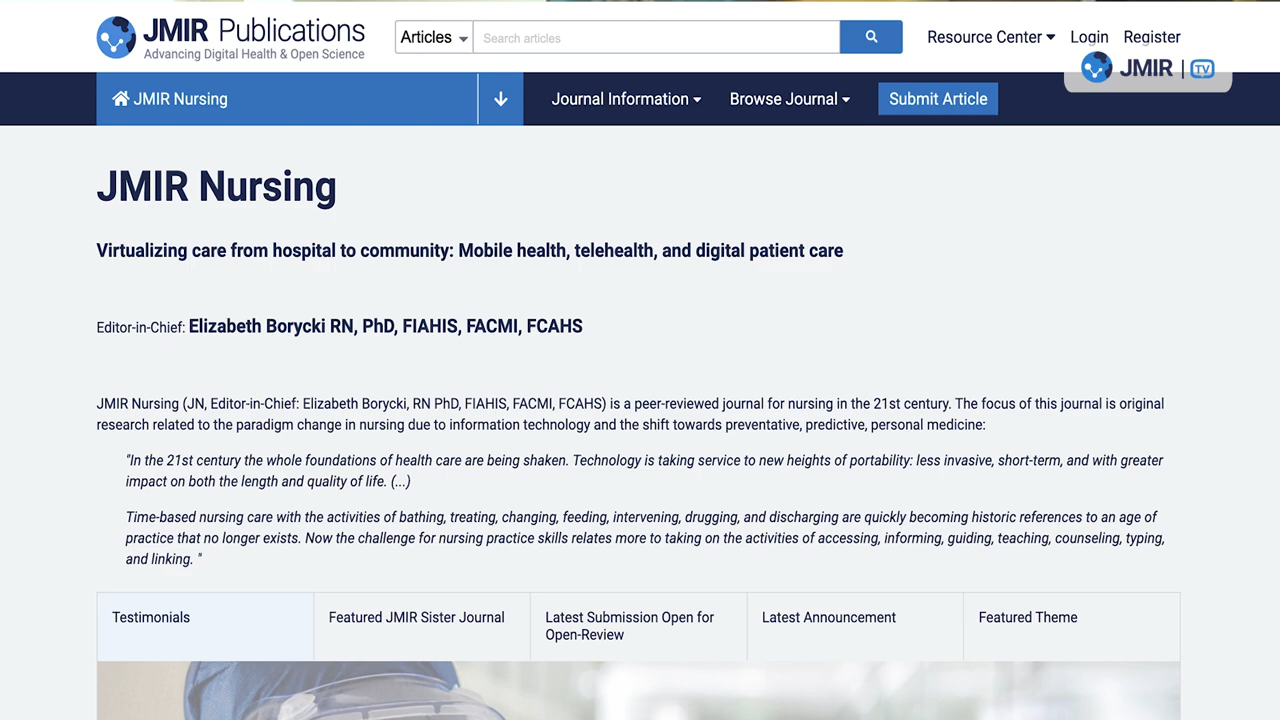 JMIR Publications
Advancing Digital Health & Open Science
Articles
Search articles
Resource Center
Login
Register
JMIR | TV
JMIR Nursing
Journal Information
Browse Journal
Submit Article
JMIR Nursing
Virtualizing care from hospital to community: Mobile health, telehealth, and digital patient care
Editor-in-Chief: Elizabeth Borycki RN, PhD, FIAHIS, FACMI, FCAHS
JMIR Nursing (JN, Editor-in-Chief: Elizabeth Borycki, RN PhD, FIAHIS, FACMI, FCAHS) is a peer-reviewed journal for nursing in the 21st century. The focus of this journal is original
research related to the paradigm change in nursing due to information technology and the shift towards preventative, predictive, personal medicine:
"In the 21st century the whole foundations of health care are being shaken. Technology is taking service to new heights of portability: less invasive, short-term, and with greater
impact on both the length and quality of life. (...)
Time-based nursing care with the activities of bathing, treating, changing, feeding, intervening, drugging, and discharging are quickly becoming historic references to an age of
practice that no longer exists. Now the challenge for nursing practice skills relates more to taking on the activities of accessing, informing, guiding, teaching, counseling, typing,
and linking. "
Testimonials
Featured JMIR Sister Journal
Latest Submission Open for
Open-Review
Latest Announcement
Featured Theme